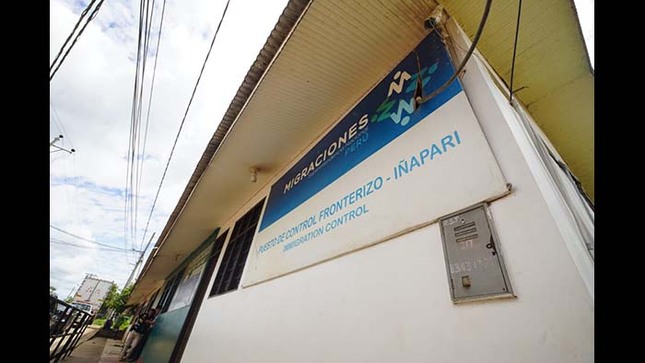 MIGRACIONES
PERÚ
PUESTO DE CONTROL FRONTERIZO - IÑAPARI
IMMIGRATION CONTROL